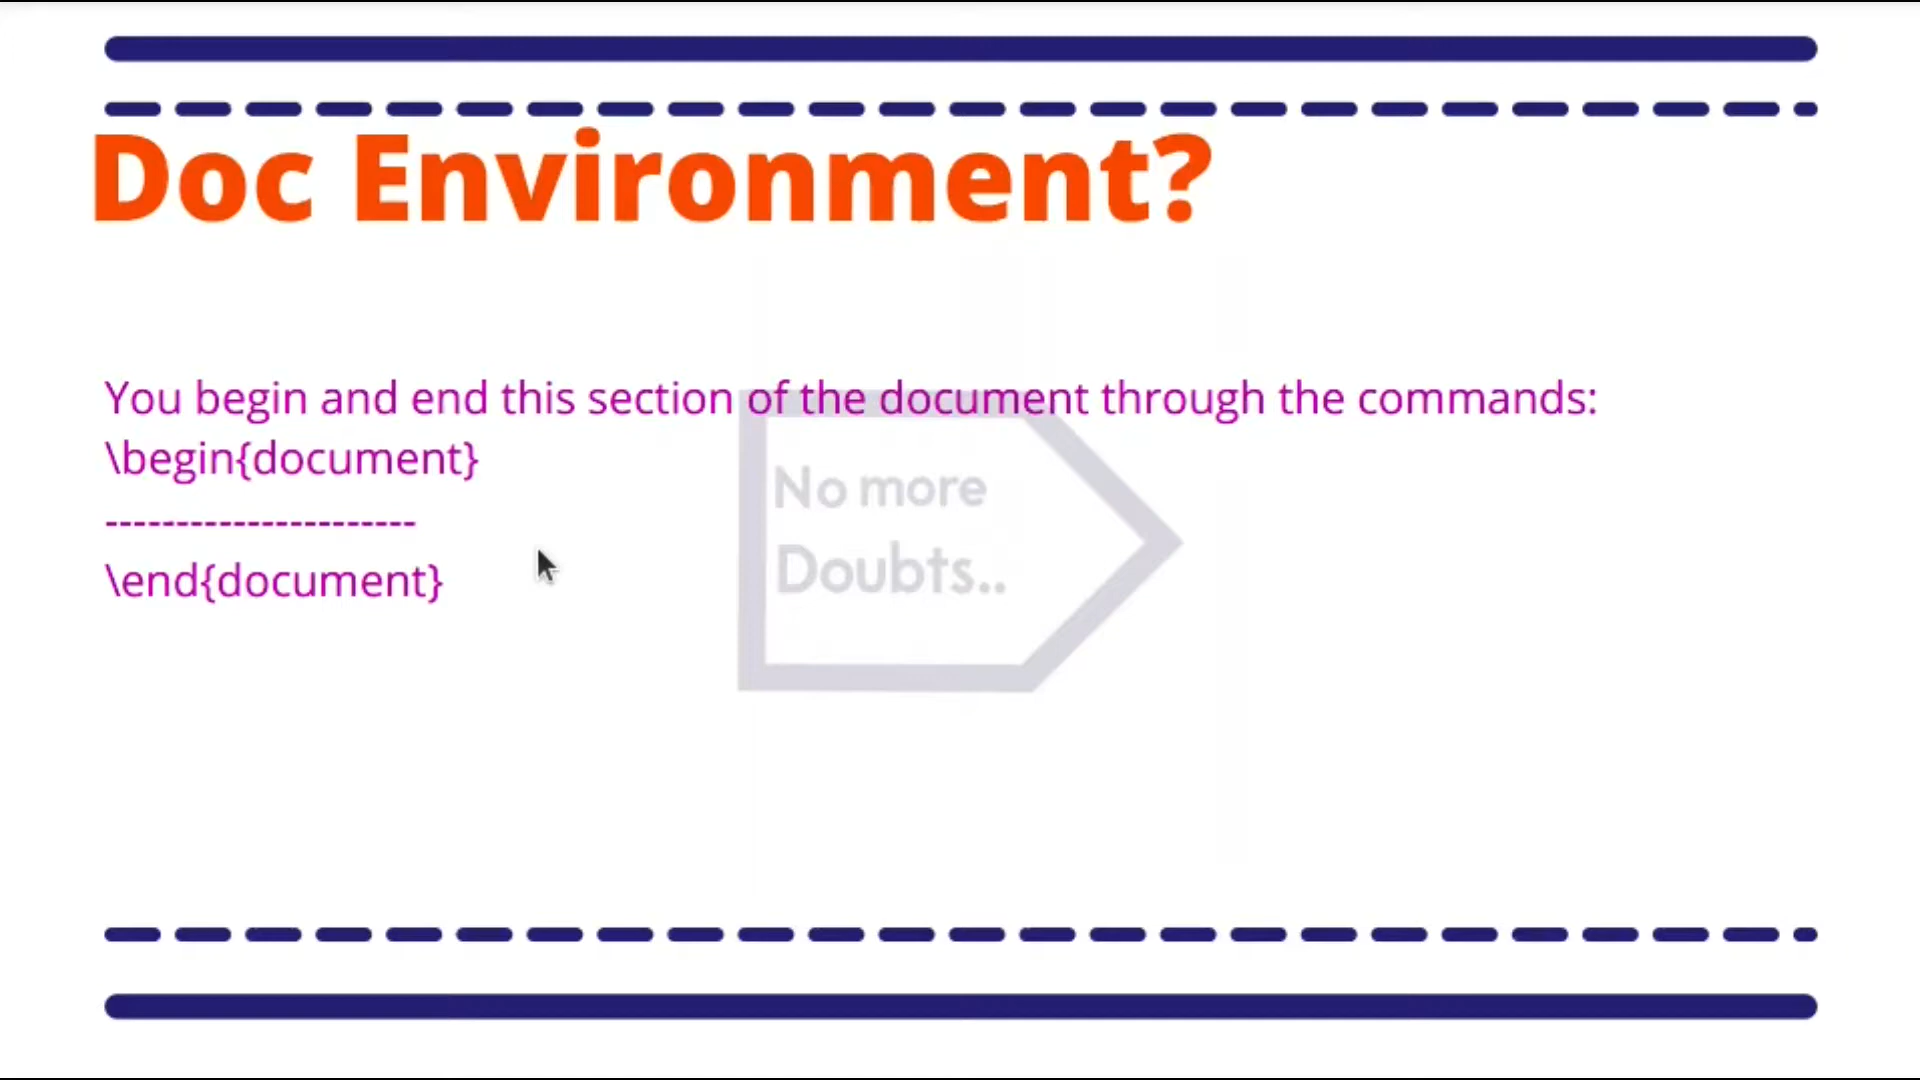 Doc Environment?
You begin and end this section of the document through the commands:
\begin{document}
----------------------
\end{document}
No more
Doubts..